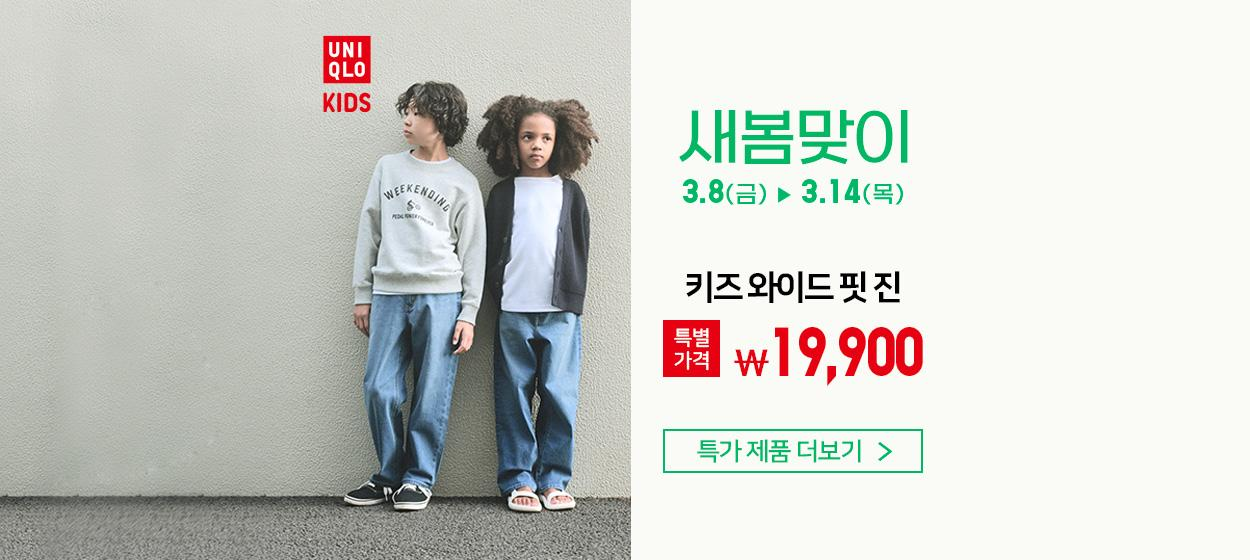 UNI
QLO
KIDS
WEEKENDING
새봄맞이
3.8(금) ▶ 3.14(목)
키즈 와이드 핏 진
특별
가격
₩19,900
특가 제품 더보기 >